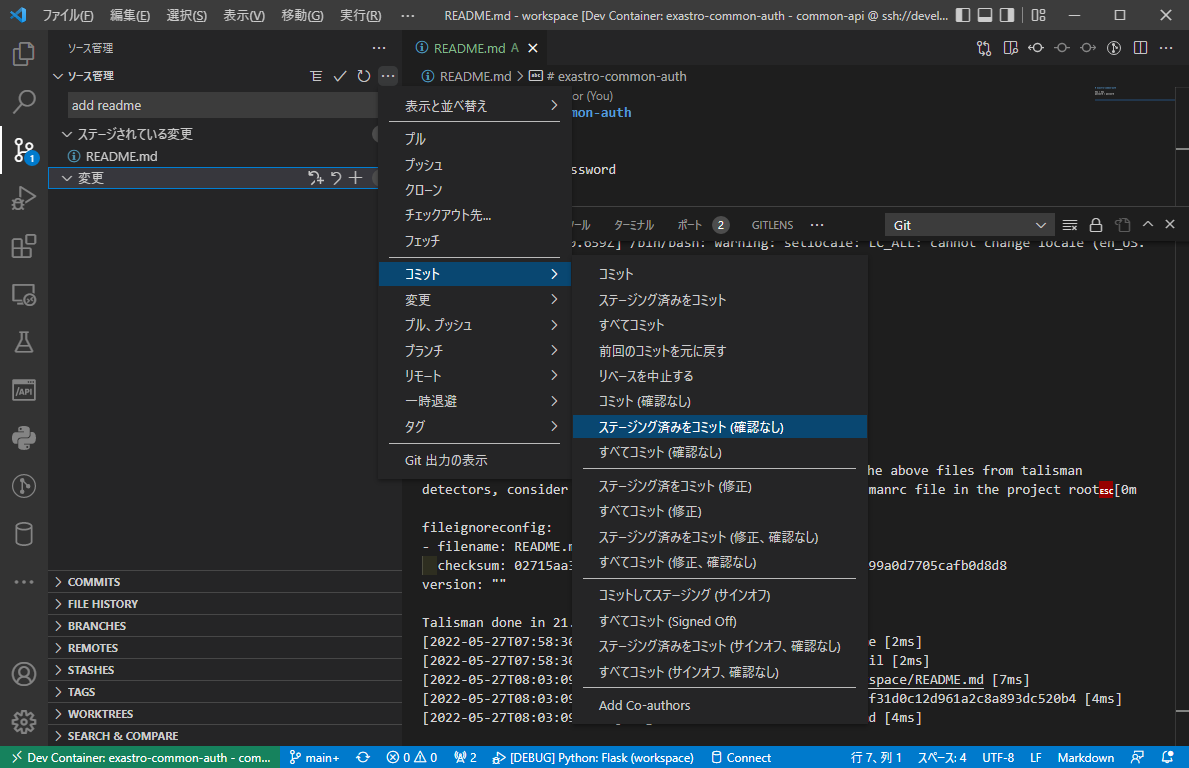 ファイル(F) 編集(E) 選択(S) 表示(V) 移動(G) 実行(R) ··· README.md - workspace [Dev Container: exastro-common-auth - common-api @ ssh://devel...
ソース管理 ···
ソース管理 ···
add readme
ステージされている変更
README.md
変更
1
/API
COMMITS
FILE HISTORY
BRANCHES
REMOTES
STASHES
TAGS
WORKTREES
SEARCH & COMPARE
README.md A
README.md > # exastro-common-auth
or (You)
mon-auth
ssword
ール ターミナル ポート 2 GITLENS ··· Git
0.659Z] /bin/bash: warning: setlocale: LC_ALL: cannot change locale (en_US.
表示と並べ替え
プル
プッシュ
クローン
チェックアウト先...
フェッチ
コミット
変更
プル、プッシュ
ブランチ
リモート
一時退避
タグ
Git 出力の表示
コミット
ステージング済みをコミット
すべてコミット
前回のコミットを元に戻す
リベースを中止する
コミット (確認なし)
ステージング済みをコミット (確認なし)
すべてコミット (確認なし)
ステージング済をコミット (修正)
すべてコミット (修正)
ステージング済みをコミット (修正、確認なし)
すべてコミット (修正、確認なし)
コミットしてステージング (サインオフ)
すべてコミット (Signed Off)
ステージング済みをコミット (サインオフ、確認なし)
すべてコミット (サインオフ、確認なし)
Add Co-authors
he above files from talisman
detectors, consider manrc file in the project rootESC[0m
fileignoreconfig:
- filename: README.m
checksum: 02715aa3 99a0d7705cafb0d8d8
version: ""
Talisman done in 21.
[2022-05-27T07:58:30 e [2ms]
[2022-05-27T07:58:30 il [2ms]
[2022-05-27T08:03:09 space/README.md [7ms]
[2022-05-27T08:03:09 f31d0c12d961a2c8a893dc520b4 [4ms]
[2022-05-27T08:03:09 d [4ms]
Dev Container: exastro-common-auth - com... main+ 0 0 2 [DEBUG] Python: Flask (workspace) Connect 行 7、列 1 スペース: 4 UTF-8 LF Markdown